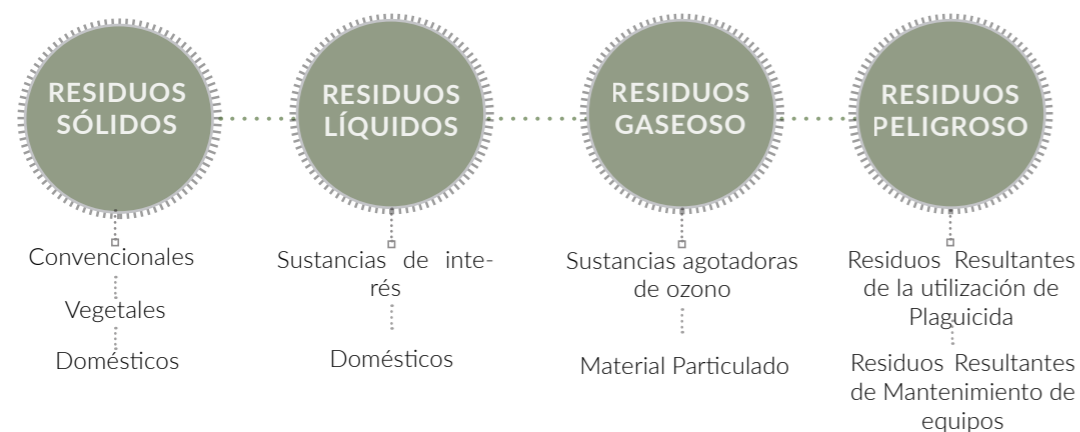 RESIDUOS
SÓLIDOS
Convencionales
Vegetales
Domésticos
RESIDUOS
LÍQUIDOS
Sustancias de inte-
rés
Domésticos
RESIDUOS
GASEOSO
Sustancias agotadoras
de ozono
Material Particulado
RESIDUOS
PELIGROSO
Residuos Resultantes
de la utilización de
Plaguicida
Residuos Resultantes
de Mantenimiento de
equipos